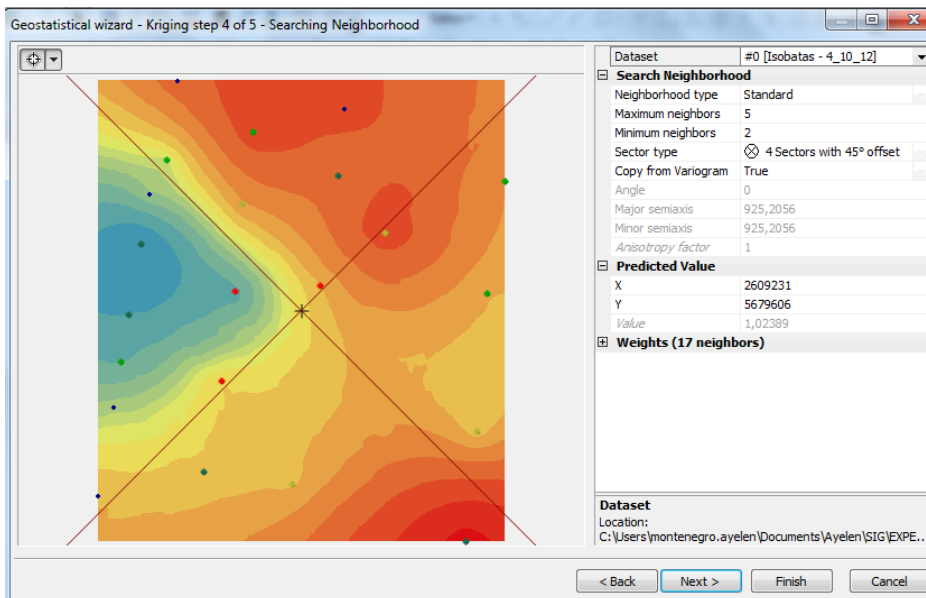 Geostatistical wizard - Kriging step 4 of 5 - Searching Neighborhood
Dataset #0 [Isobatas - 4_10_12]
Search Neighborhood
Neighborhood type Standard
Maximum neighbors 5
Minimum neighbors 2
Sector type 4 Sectors with 45º offset
Copy from Variogram True
Angle 0
Major semiaxis 925,2056
Minor semiaxis 925,2056
Anisotropy factor 1
Predicted Value
X 2609231
Y 5679606
Value 1,02389
Weights (17 neighbors)
Dataset
Location:
C:\Users\montenegro.ayelen\Documents\Ayelen\SIG\EXPE...
< Back Next > Finish Cancel